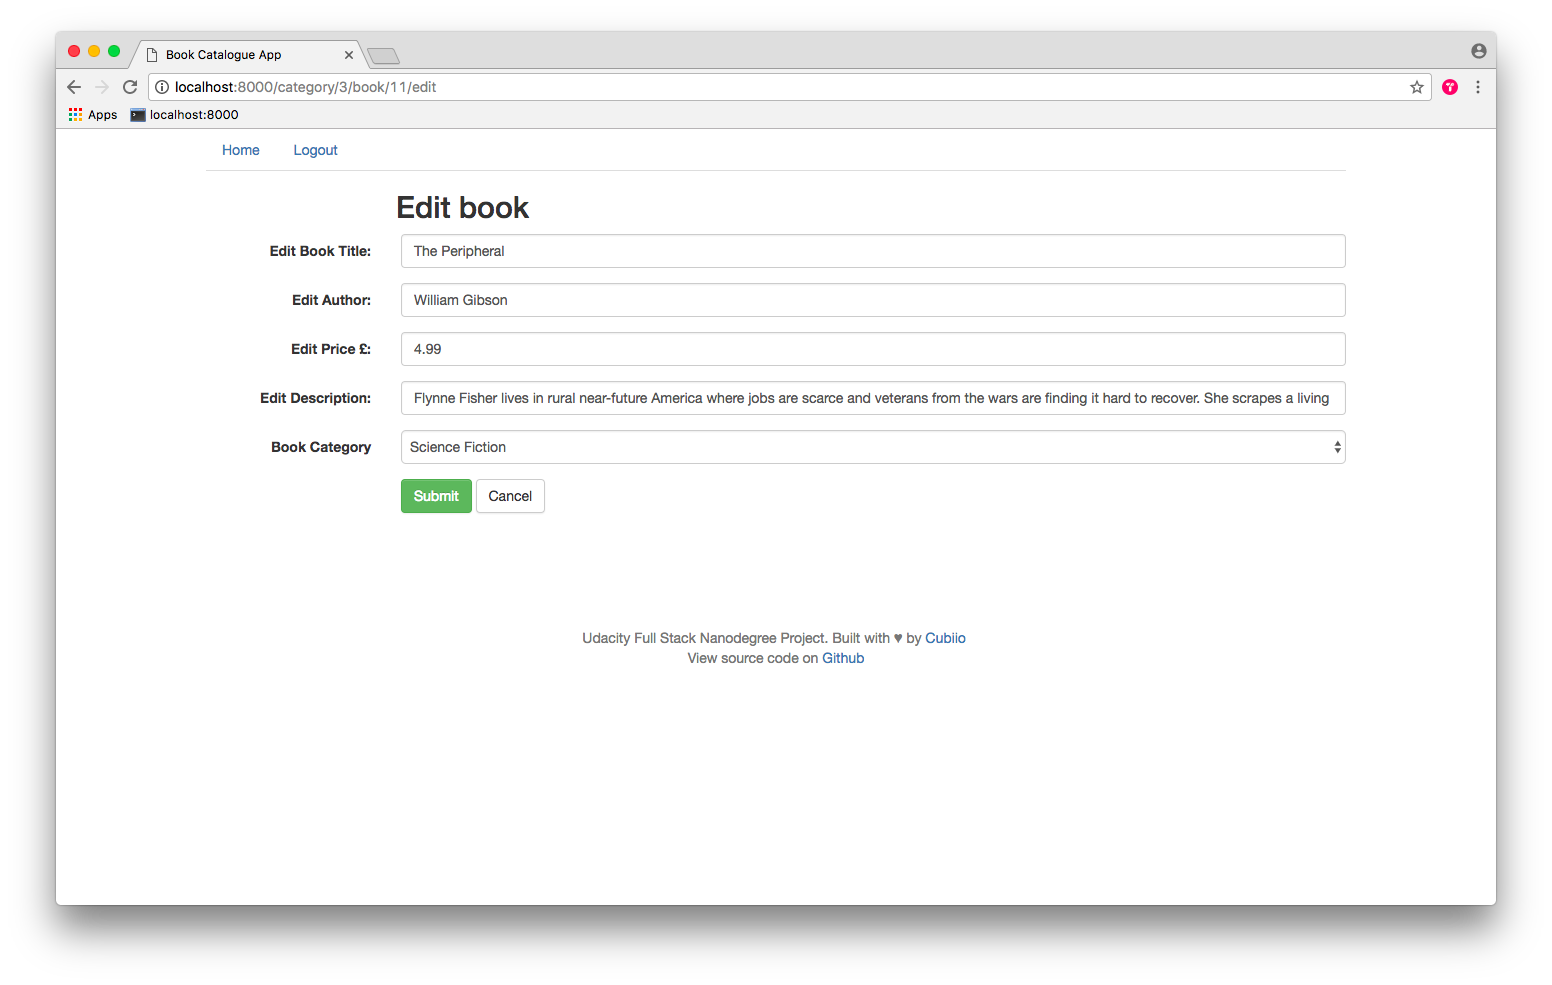 Book Catalogue App
localhost:8000/category/3/book/11/edit
Apps localhost:8000
Home Logout
Edit book
Edit Book Title: The Peripheral
Edit Author: William Gibson
Edit Price £: 4.99
Edit Description: Flynne Fisher lives in rural near-future America where jobs are scarce and veterans from the wars are finding it hard to recover. She scrapes a living
Book Category Science Fiction
Submit Cancel
Udacity Full Stack Nanodegree Project. Built with ♥ by Cubiio
View source code on Github